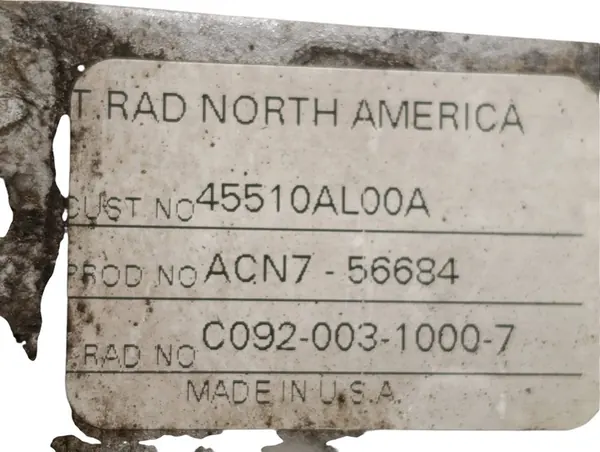 T.RAD NORTH AMERICA
CUST NO 45510AL00A
PROD NO ACN7-56684
T.RAD NO C092-003-1000-7
MADE IN U.S.A.